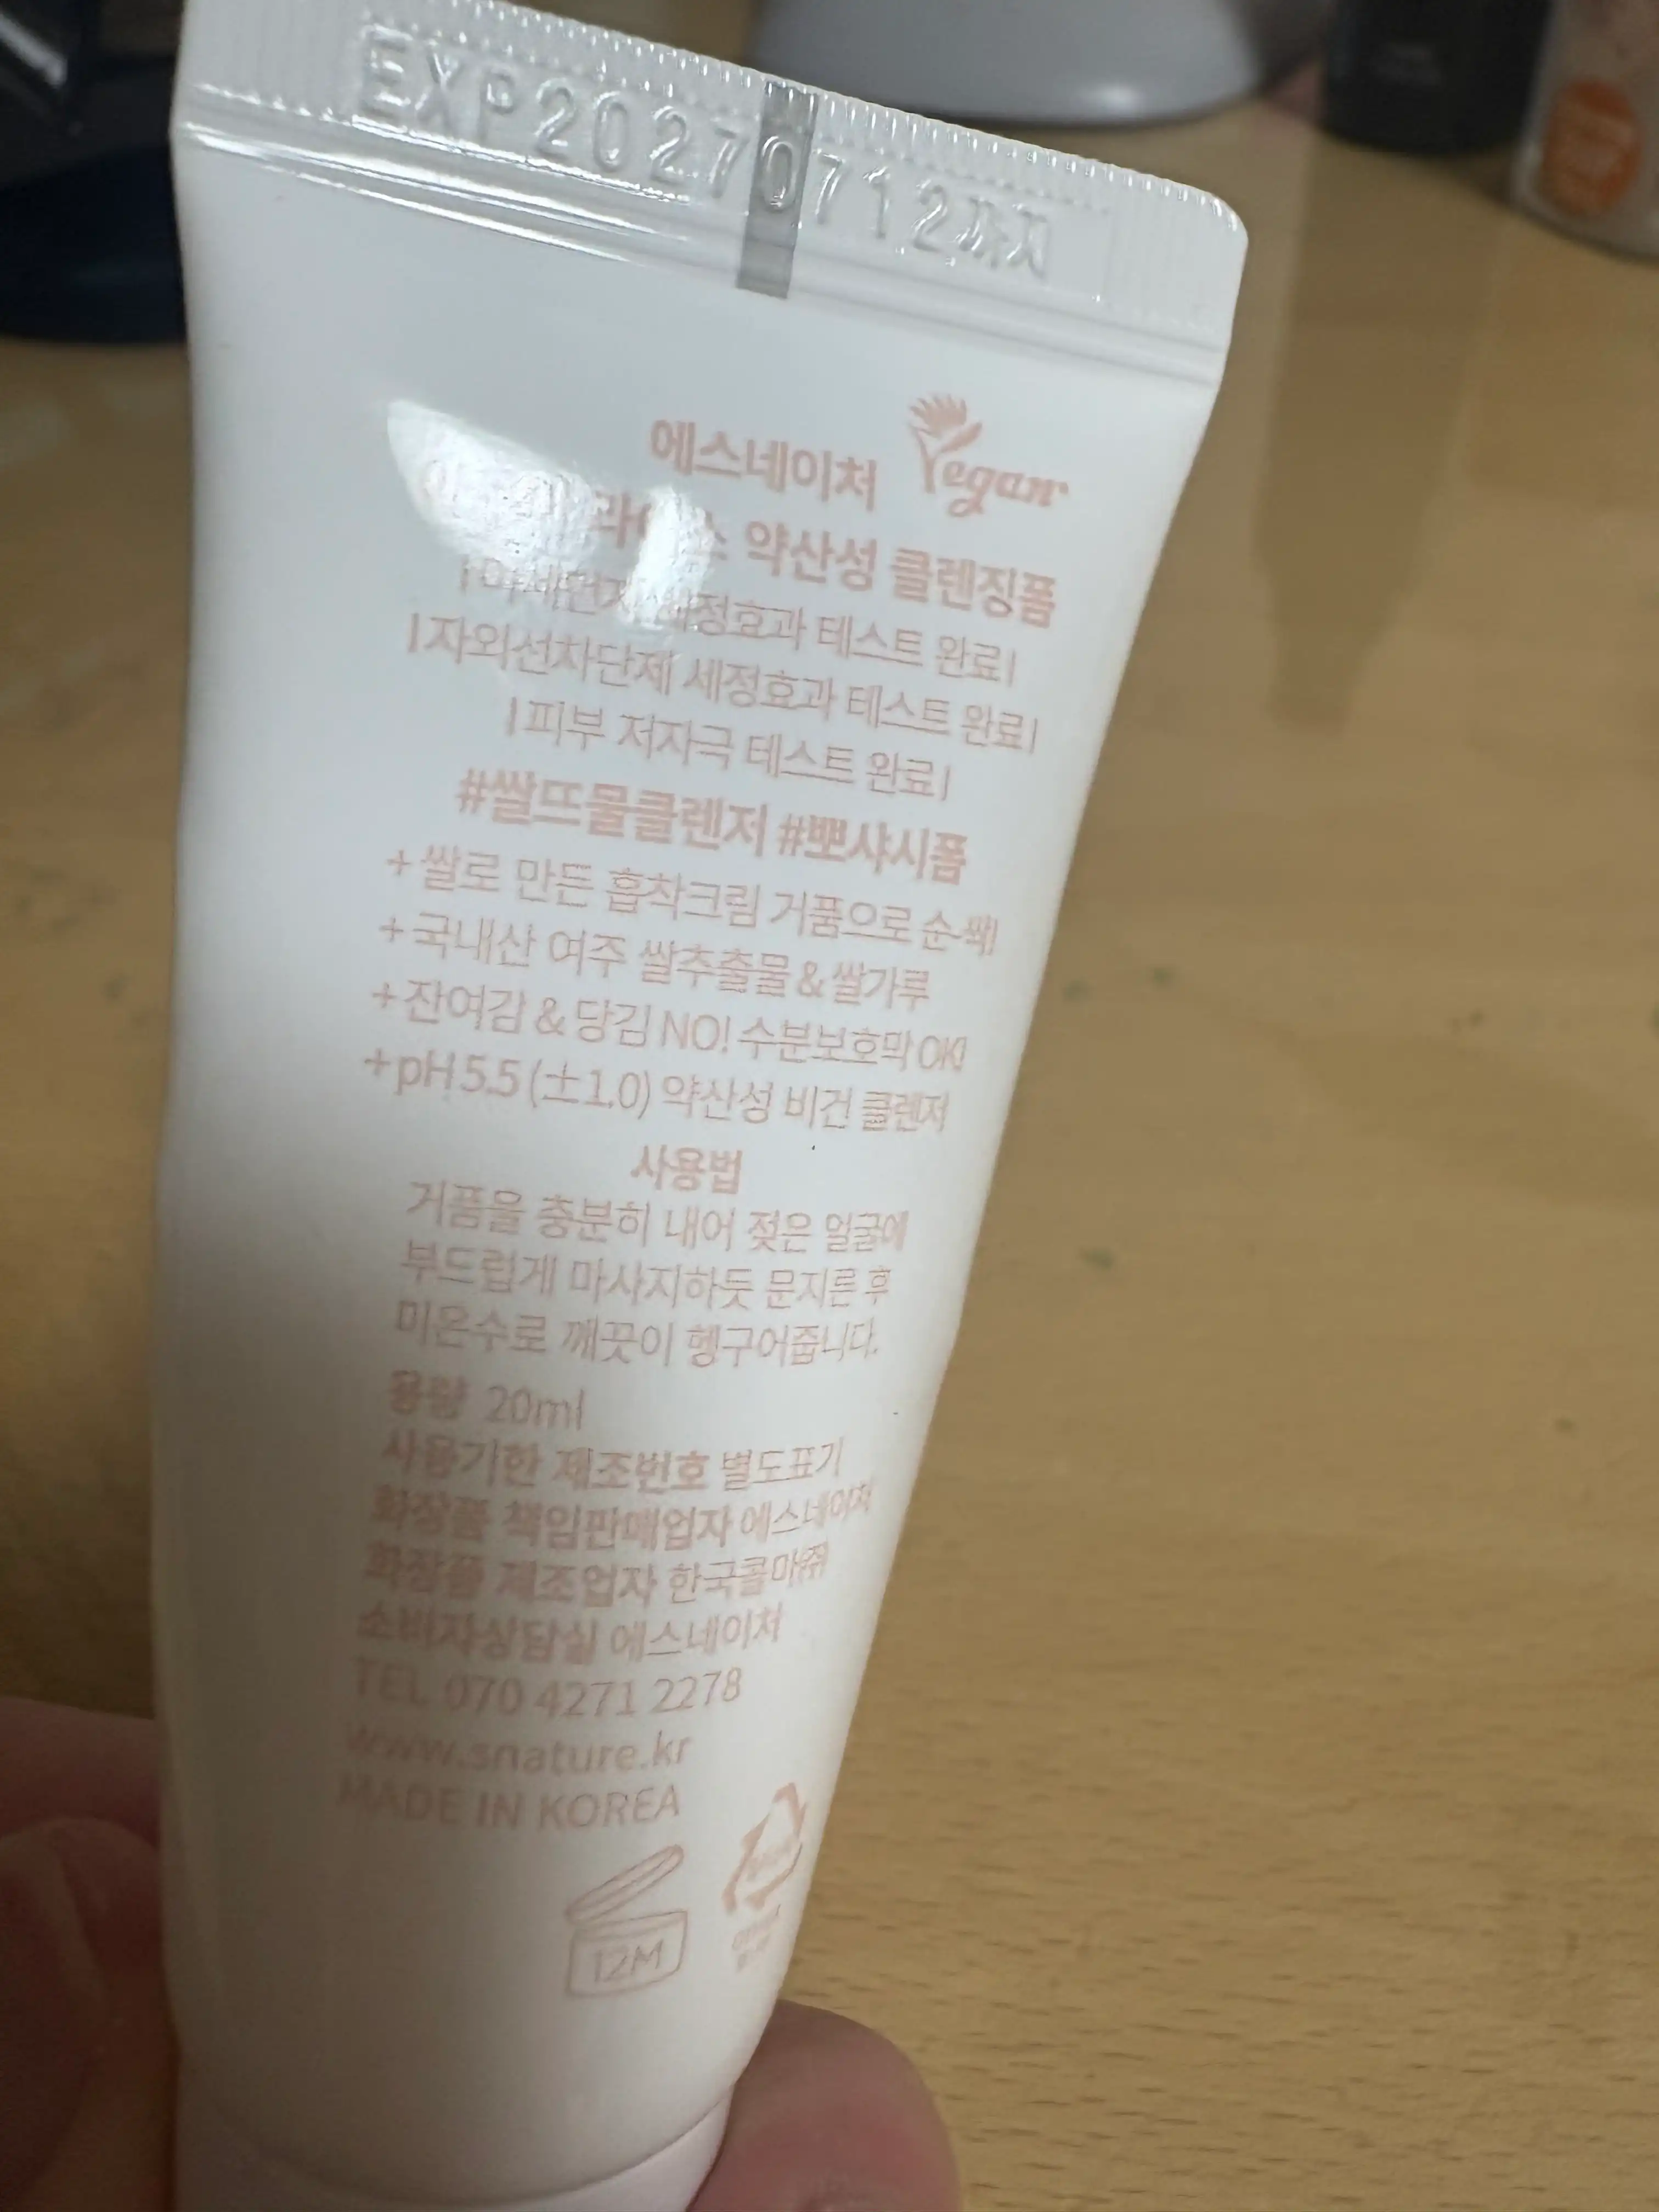 EXP20270712까지
에스네이처 Vegan
라이스 약산성 클렌징폼
|미세먼지 세정효과 테스트 완료|
|자외선차단제 세정효과 테스트 완료|
|피부 저자극 테스트 완료|
#쌀뜨물클렌저 #뽀샤시폼
+쌀로 만든 흡착크림 거품으로 순-쌕!
+국내산 여주 쌀추출물&쌀가루
+잔여감 & 당김 NO! 수분보호막 OK!
+pH 5.5 (±1.0) 약산성 비건 클렌저
사용법
거품을 충분히 내어 젖은 얼굴에
부드럽게 마사지하듯 문지른 후
미온수로 깨끗이 헹구어줍니다.
용량 20ml
사용기한 제조번호 별도표기
화장품 책임판매업자 에스네이처
화장품 제조업자 한국콜마㈜
소비자상담실 에스네이처
TEL 070 4271 2278
www.snature.kr
MADE IN KOREA
12M